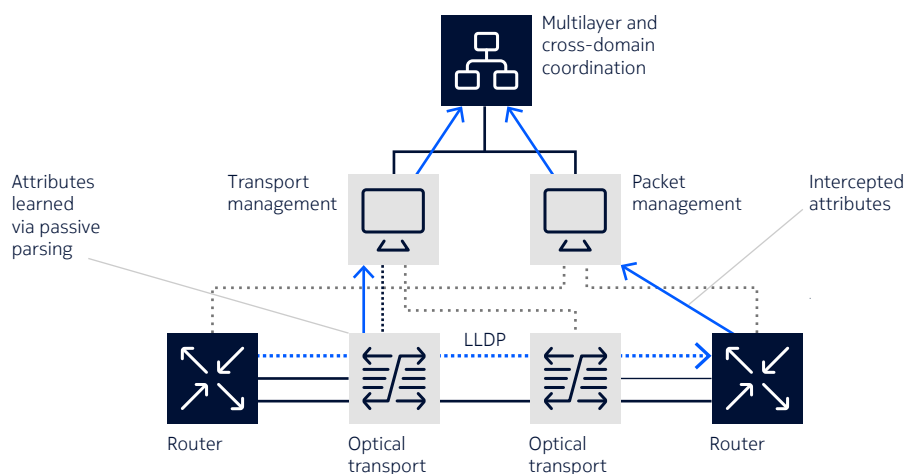 Multilayer and
cross-domain
coordination
Attributes
learned
via passive
parsing
Transport
management
Packet
management
Intercepted
attributes
LLDP
Router
Optical
transport
Optical
transport
Router